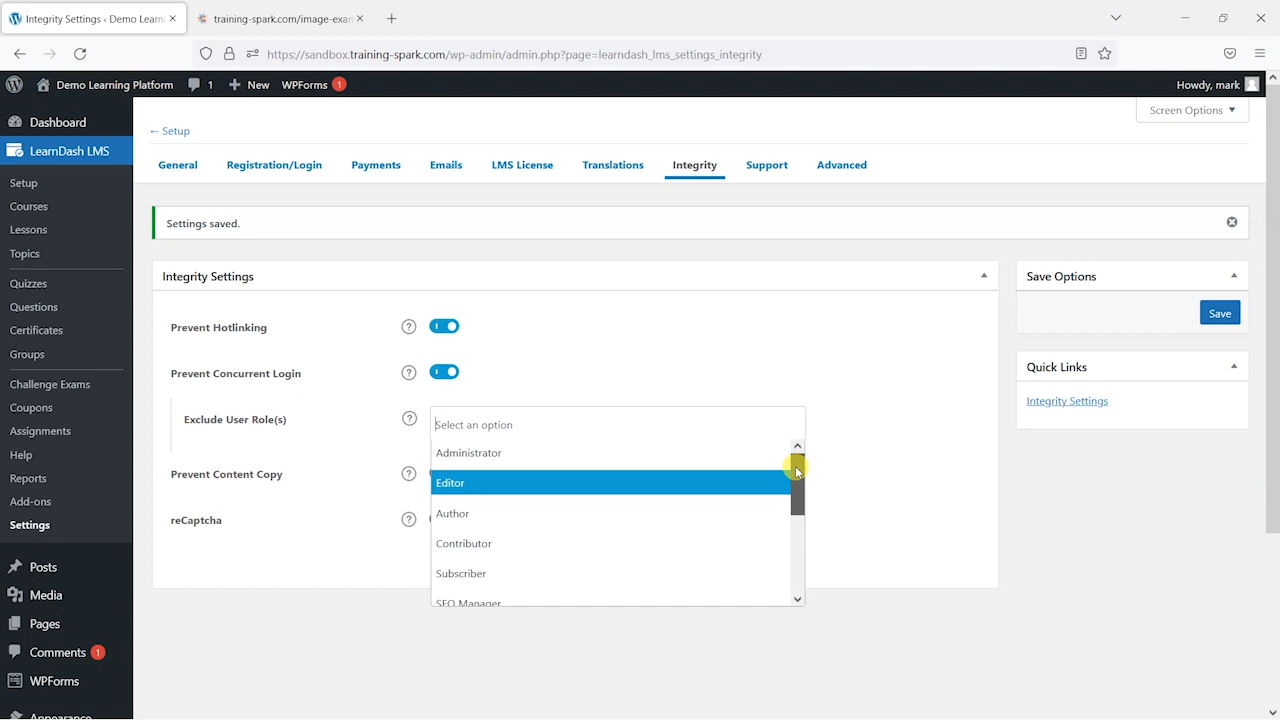 Integrity Settings ‹ Demo Learn
training-spark.com/image-exam
https://sandbox.training-spark.com/wp-admin/admin.php?page=learndash_lms_settings_integrity
Demo Learning Platform
1
New
WPForms 1
Howdy, mark
Screen Options
Dashboard
LearnDash LMS
Setup
Courses
Lessons
Topics
Quizzes
Questions
Certificates
Groups
Challenge Exams
Coupons
Assignments
Help
Reports
Add-ons
Settings
Posts
Media
Pages
Comments 1
WPForms
Appearance
← Setup
General Registration/Login Payments Emails LMS License Translations Integrity Support Advanced
Settings saved.
Integrity Settings
Prevent Hotlinking ?
Prevent Concurrent Login ?
Exclude User Role(s) ?
Select an option
Administrator
Editor
Author
Contributor
Subscriber
SEO Manager
Prevent Content Copy ?
reCaptcha ?
Save Options
Save
Quick Links
Integrity Settings